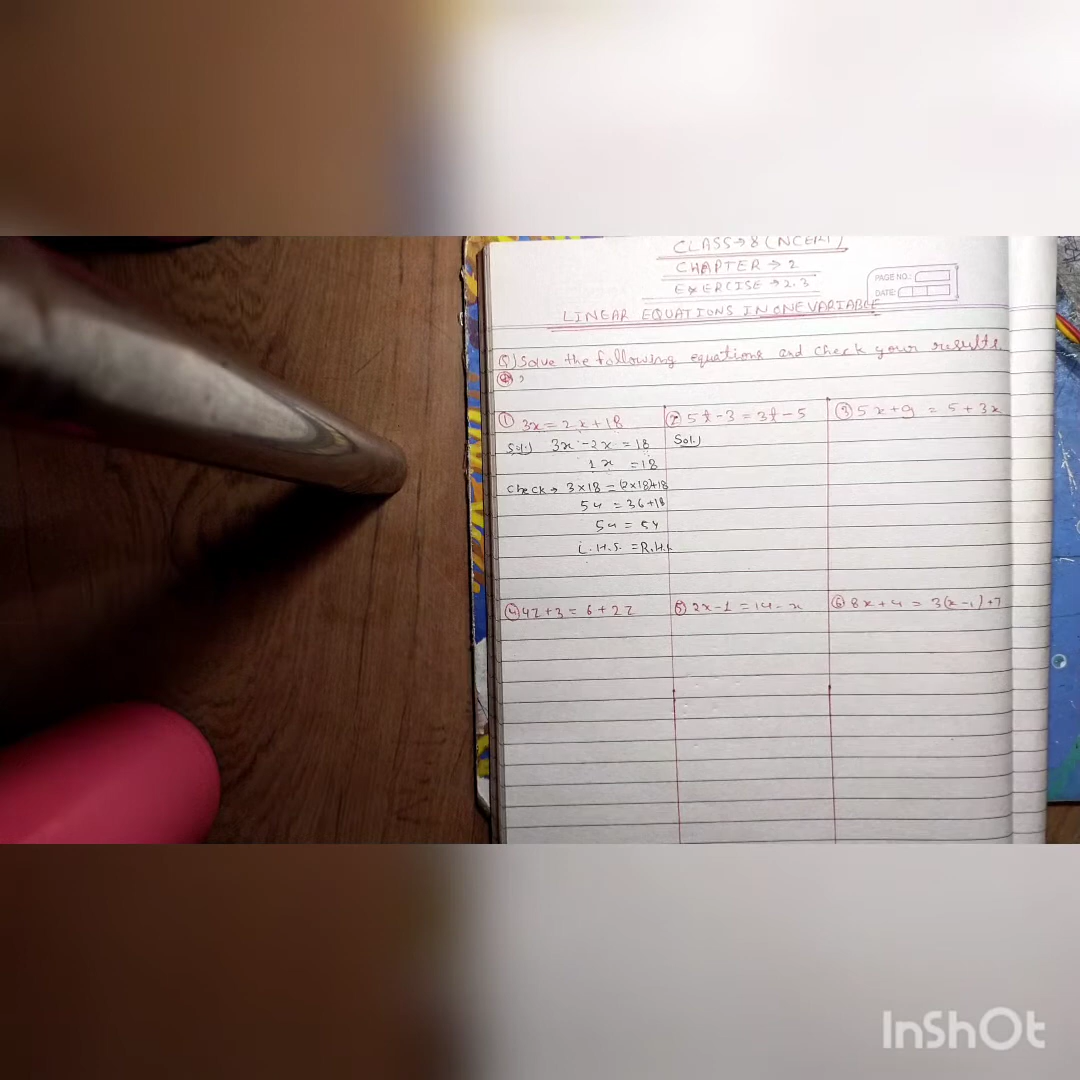 CLASS→8 (NCERT)
CHAPTER → 2
EXERCISE → 2.3
PAGE NO.:
DATE:
LINEAR EQUATIONS IN ONE VARIABLE
Q) Solve the following equations and check your results.
① 3x = 2x + 18
Sol.) 3x - 2x = 18
1x = 18
Check → 3×18 = (2×18)+18
54 = 36+18
54 = 54
L.H.S. = R.H.S.
② 5t - 3 = 3t - 5
Sol.)
③ 5x + 9 = 5 + 3x
④ 4z + 3 = 6 + 2z
⑤ 2x - 1 = 14 - x
⑥ 8x + 4 = 3(x - 1) + 7
InShOt